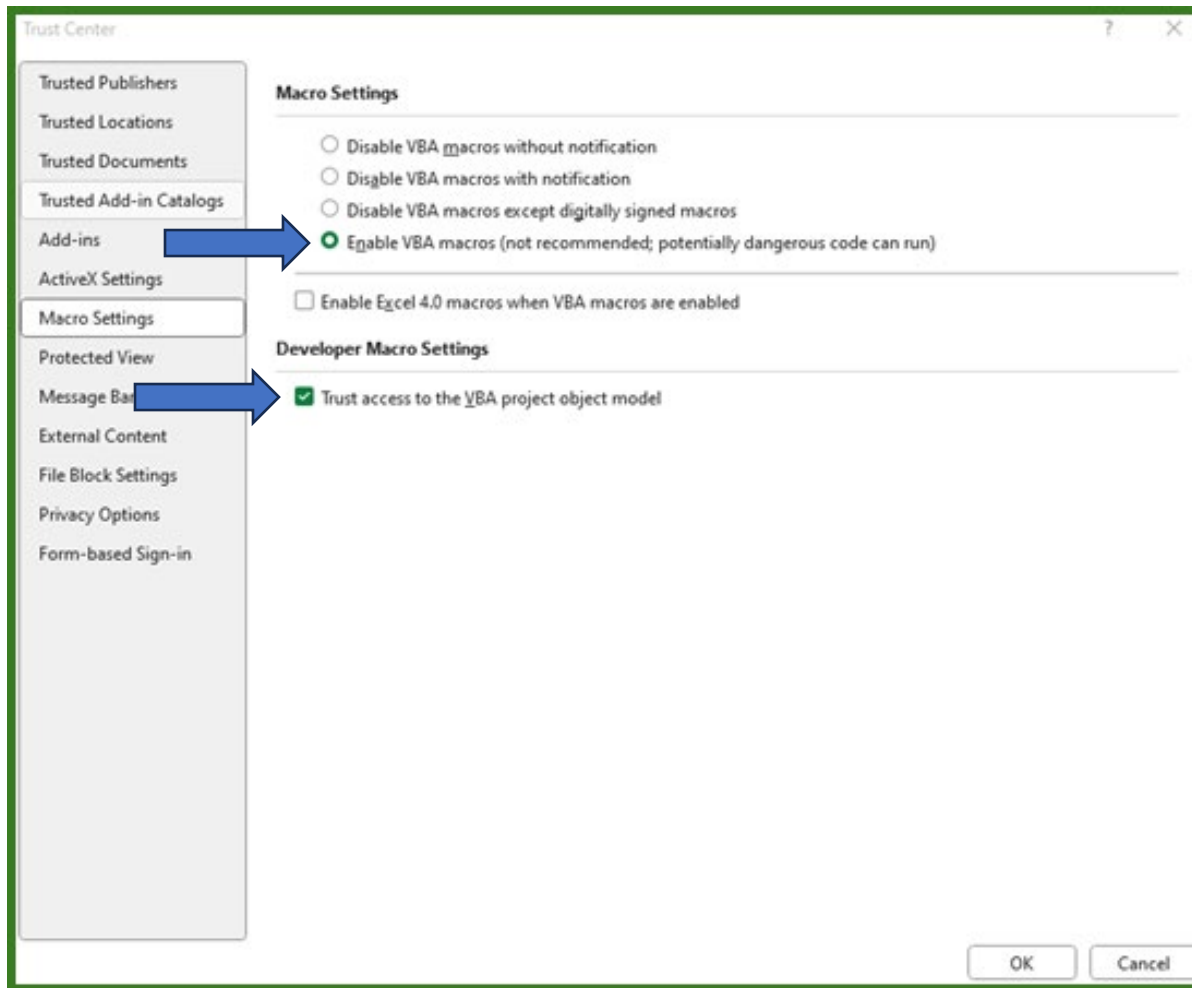 Trust Center
?
Trusted Publishers
Trusted Locations
Trusted Documents
Trusted Add-in Catalogs
Add-ins
ActiveX Settings
Macro Settings
Protected View
Message Ba
External Content
File Block Settings
Privacy Options
Form-based Sign-in
Macro Settings
Disable VBA macros without notification
Disable VBA macros with notification
Disable VBA macros except digitally signed macros
Enable VBA macros (not recommended; potentially dangerous code can run)
Enable Excel 4.0 macros when VBA macros are enabled
Developer Macro Settings
Trust access to the VBA project object model
OK
Cancel